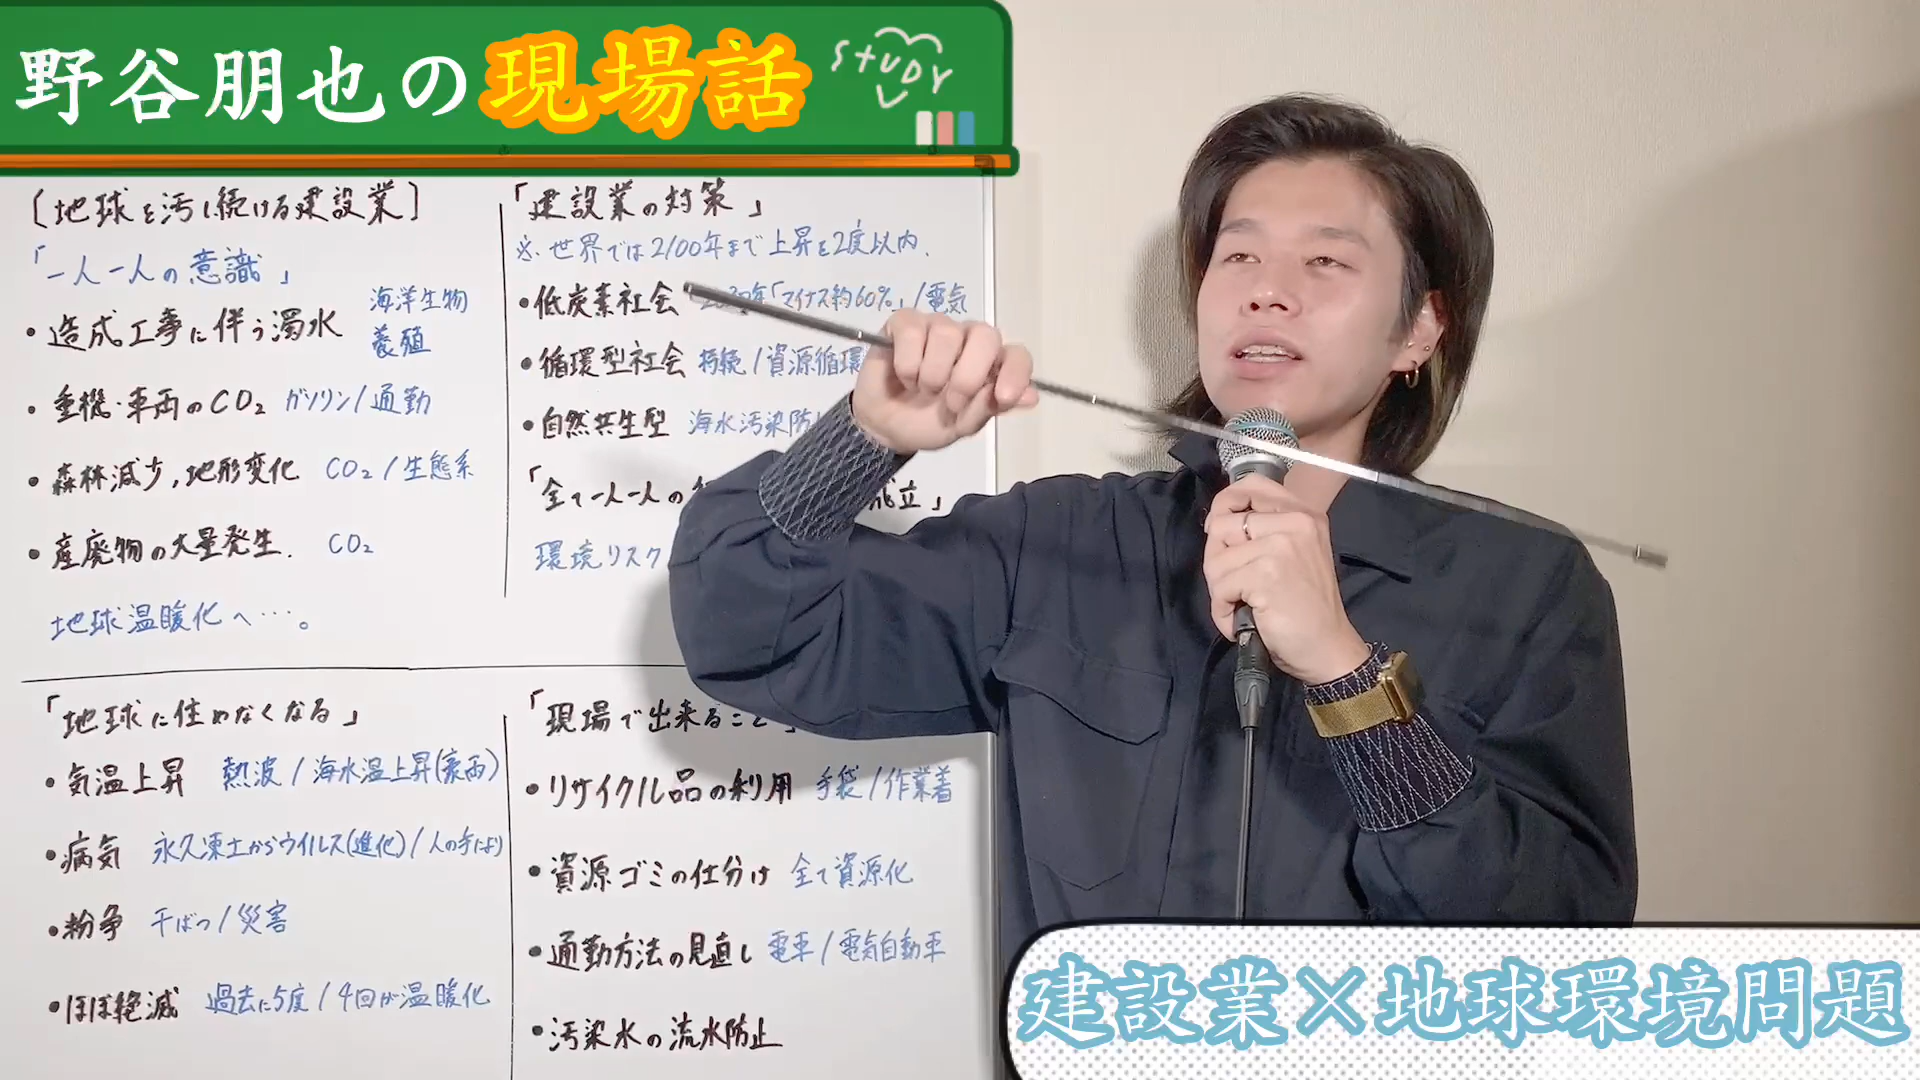 野谷朋也の現場話
STUDY
〔地球を汚し続ける建設業〕
「一人一人の意識」
・造成工事に伴う濁水 海洋生物
養殖
・重機・車両のCO2 ガソリン/通勤
・森林減少,地形変化 CO2/生態系
・産廃物の大量発生. CO2
地球温暖化へ…。
「建設業の対策」
※.世界では2100年まで上昇を2度以内.
・低炭素社会 年「マイナス約60%」/電気
・循環型社会 持続/資源循環
・自然共生型 海水汚染防
「全て一人一人の 成立」
環境リスク
「地球に住めなくなる」
・気温上昇 熱波/海水温上昇(豪雨)
・病気 永久凍土からウイルス(進化)/人の手により
・紛争 干ばつ/災害
・ほぼ絶滅 過去に5度/4回が温暖化
「現場で出来ること」
・リサイクル品の利用 手袋/作業着
・資源ゴミの仕分け 全て資源化
・通勤方法の見直し 電車/電気自動車
・汚染水の流水防止
建設業×地球環境問題